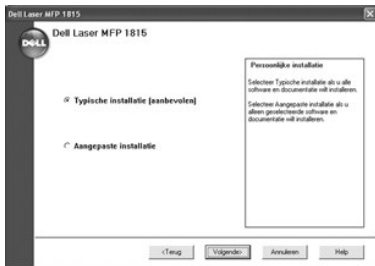 Dell Laser MFP 1815
Dell Laser MFP 1815
DELL
Persoonlijke installatie
Selecteer Typische installatie als u alle
software en documentatie wilt installeren.
Selecteer Aangepaste installatie als u
alleen geselecteerde software en
documentatie wilt installeren.
Typische installatie (aanbevolen)
Aangepaste installatie
<Terug
Volgende>
Annuleren
Help